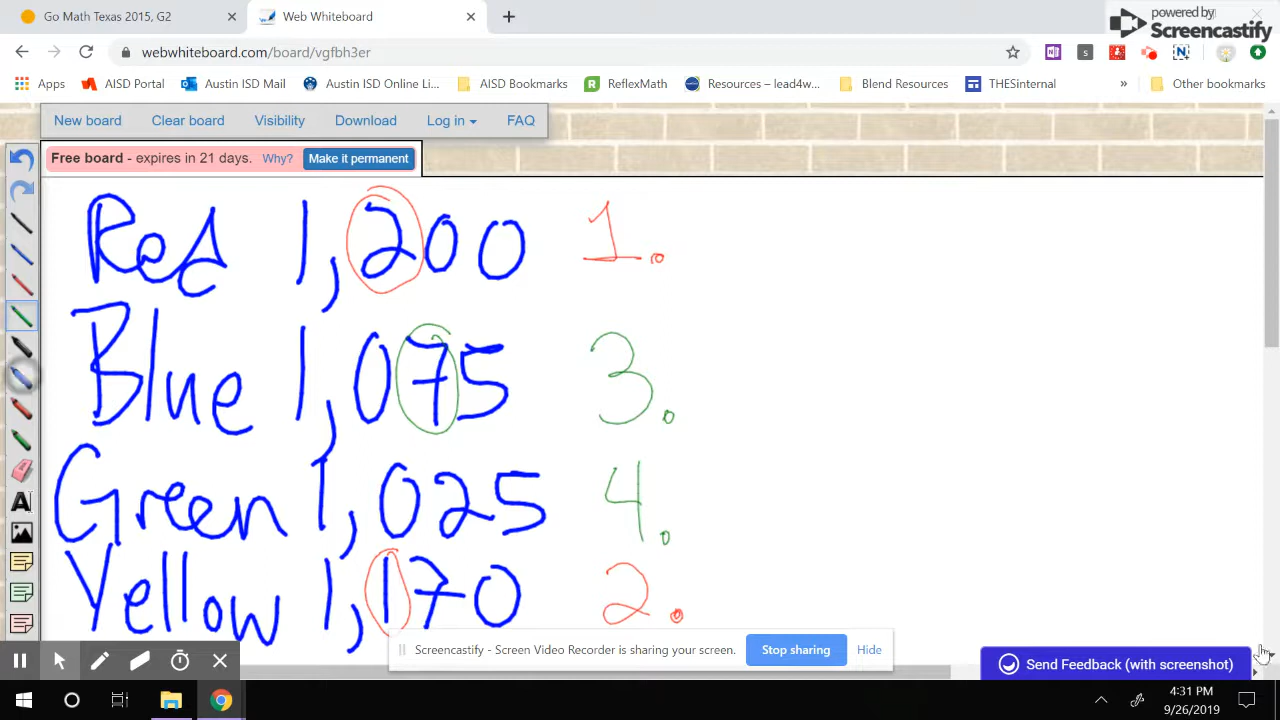 Go Math Texas 2015, G2
Web Whiteboard
powered by
Screencastify
webwhiteboard.com/board/vgfbh3er
Apps AISD Portal Austin ISD Mail Austin ISD Online Li... AISD Bookmarks ReflexMath Resources – lead4w... Blend Resources THESinternal » Other bookmarks
New board Clear board Visibility Download Log in FAQ
Free board - expires in 21 days. Why? Make it permanent
Red 1,200 1.
Blue 1,075 3.
Green 1,025 4.
Yellow 1,170 2.
Screencastify - Screen Video Recorder is sharing your screen. Stop sharing Hide
Send Feedback (with screenshot)
4:31 PM
9/26/2019